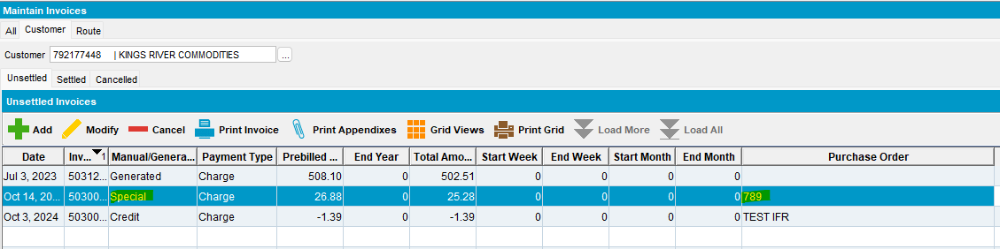 Maintain Invoices
All Customer Route
Customer 792177448 | KINGS RIVER COMMODITIES ...
Unsettled Settled Cancelled
Unsettled Invoices
Add Modify Cancel Print Invoice Print Appendixes Grid Views Print Grid Load More Load All
Date Inv... 1 Manual/Genera... Payment Type Prebilled ... End Year Total Amo... Start Week End Week Start Month End Month Purchase Order
Jul 3, 2023 50312... Generated Charge 508.10 0 502.51 0 0 0 0
Oct 14, 20... 50300... Special Charge 26.88 0 25.28 0 0 0 0 789
Oct 3, 2024 50300... Credit Charge -1.39 0 -1.39 0 0 0 0 TEST IFR